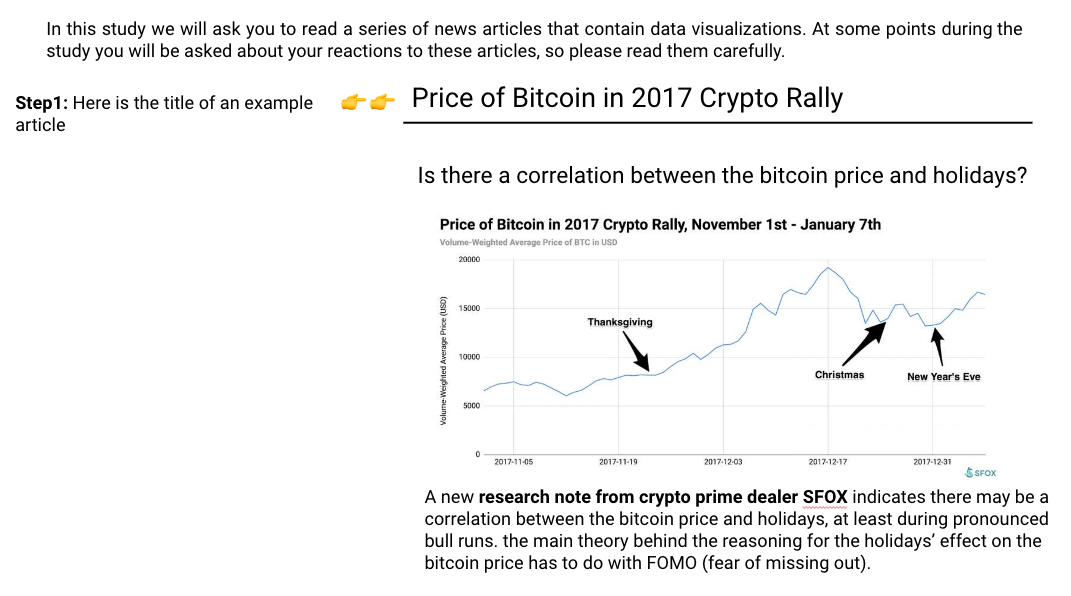 In this study we will ask you to read a series of news articles that contain data visualizations. At some points during the
study you will be asked about your reactions to these articles, so please read them carefully.
Step1: Here is the title of an example
article
Price of Bitcoin in 2017 Crypto Rally
Is there a correlation between the bitcoin price and holidays?
Price of Bitcoin in 2017 Crypto Rally, November 1st - January 7th
Volume-Weighted Average Price of BTC in USD
Volume-Weighted Average Price (USD)
20000
15000
10000
5000
0
Thanksgiving
Christmas
New Year's Eve
2017-11-05
2017-11-19
2017-12-03
2017-12-17
2017-12-31
SFOX
A new research note from crypto prime dealer SFOX indicates there may be a
correlation between the bitcoin price and holidays, at least during pronounced
bull runs. the main theory behind the reasoning for the holidays’ effect on the
bitcoin price has to do with FOMO (fear of missing out).